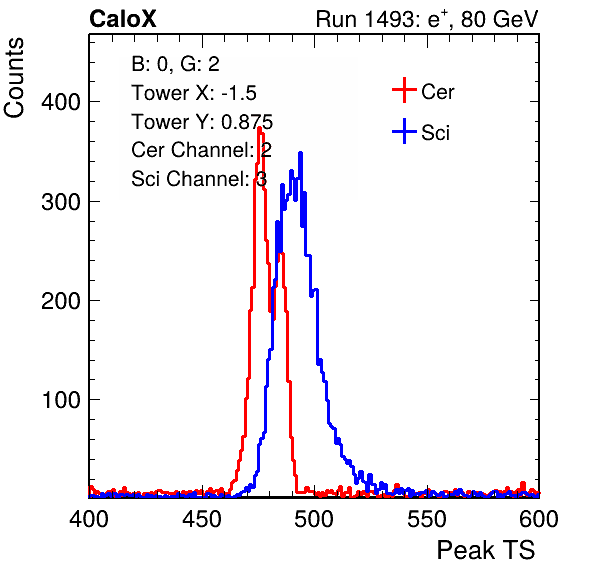 CaloX Run 1493: e⁺, 80 GeV
Counts
B: 0, G: 2
Tower X: -1.5
Tower Y: 0.875
Cer Channel: 2
Sci Channel: 3
Cer
Sci
400
300
200
100
400 450 500 550 600
Peak TS